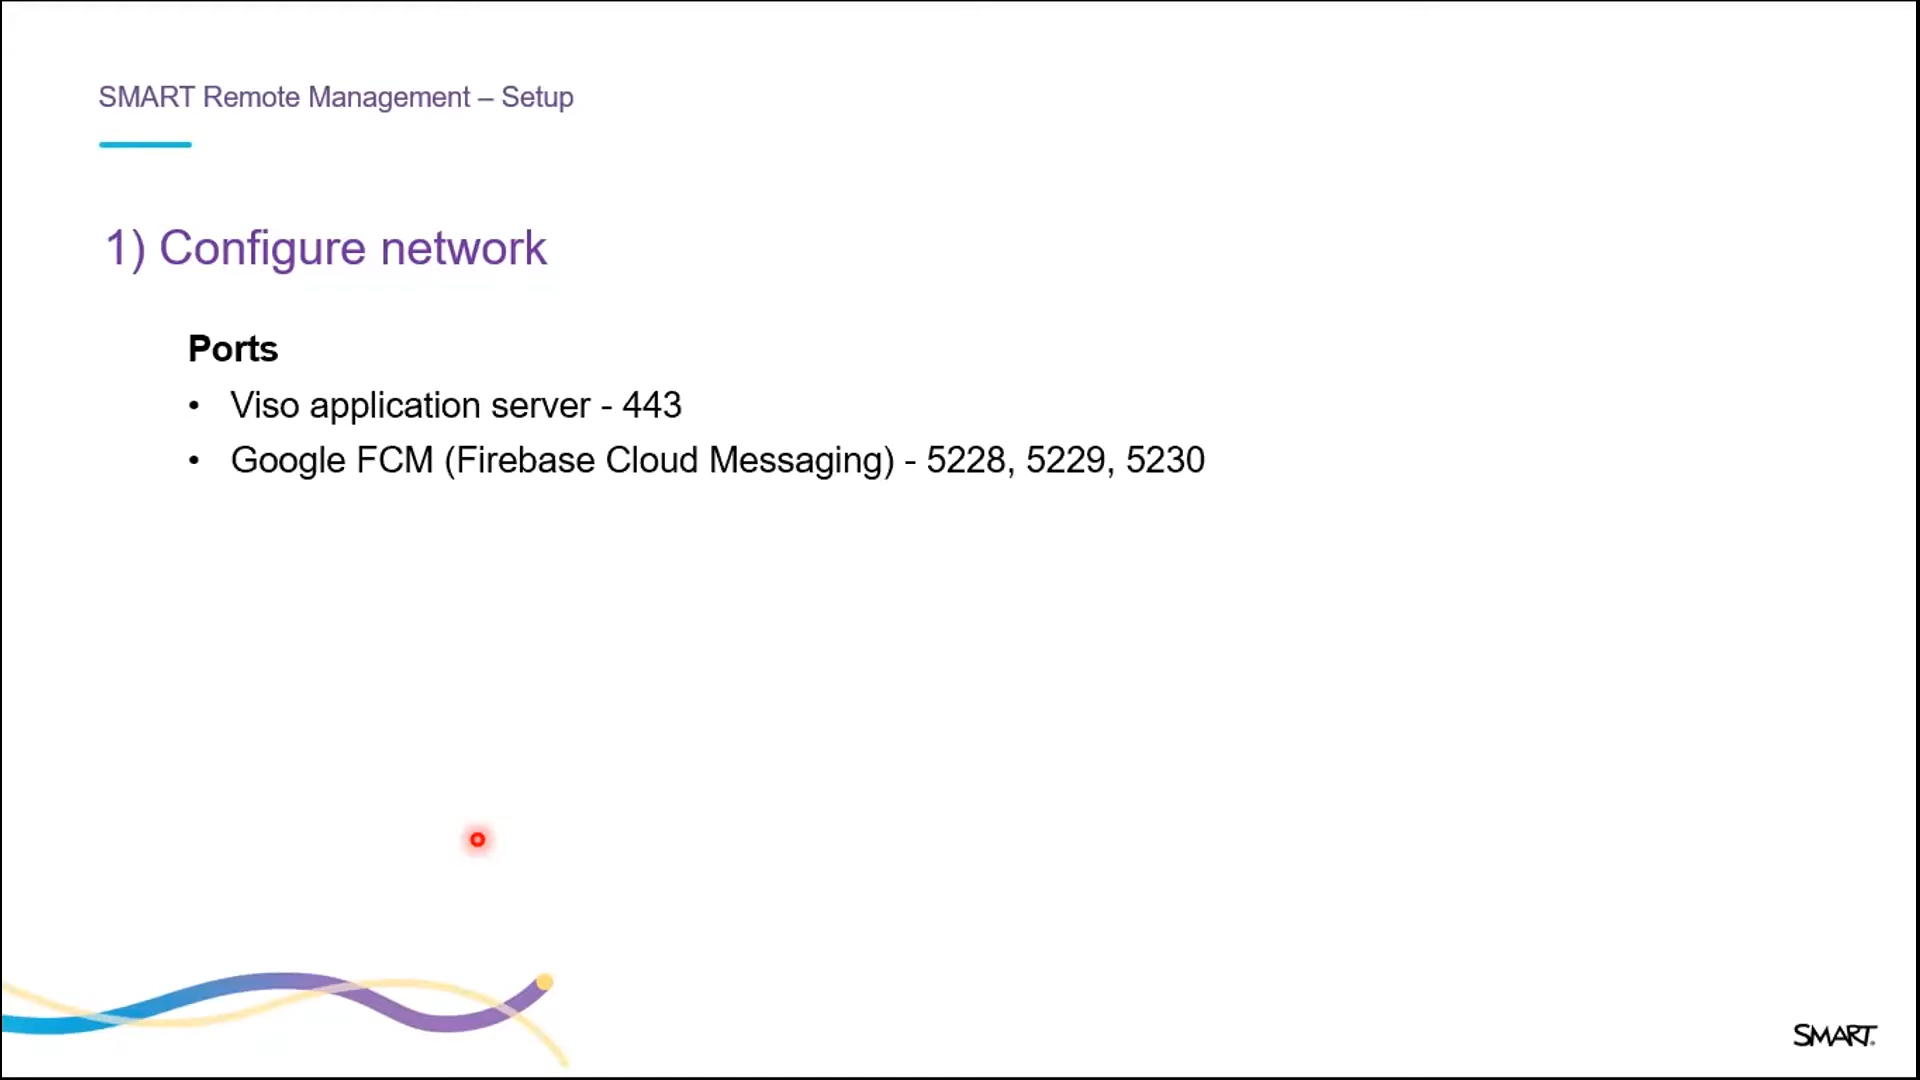 SMART Remote Management – Setup
1) Configure network
Ports
• Viso application server - 443
• Google FCM (Firebase Cloud Messaging) - 5228, 5229, 5230
SMART